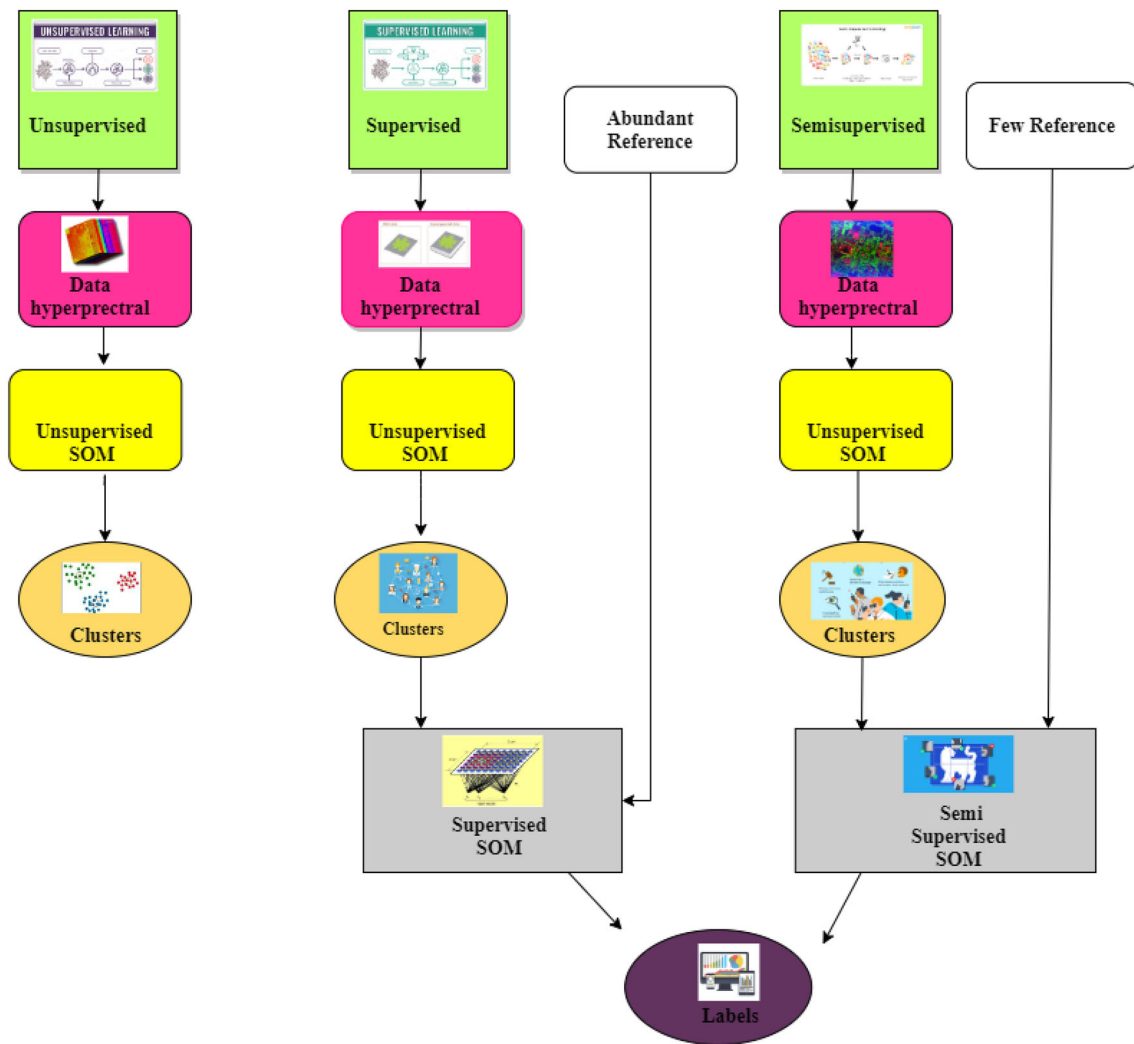 UNSUPERVISED LEARNING
SUPERVISED LEARNING
Unsupervised
Supervised
Abundant
Reference
Semisupervised
Few Reference
Data
hyperprectral
Data
hyperprectral
Data
hyperprectral
Unsupervised
SOM
Unsupervised
SOM
Unsupervised
SOM
Clusters
Clusters
Clusters
Supervised
SOM
Semi
Supervised
SOM
Labels